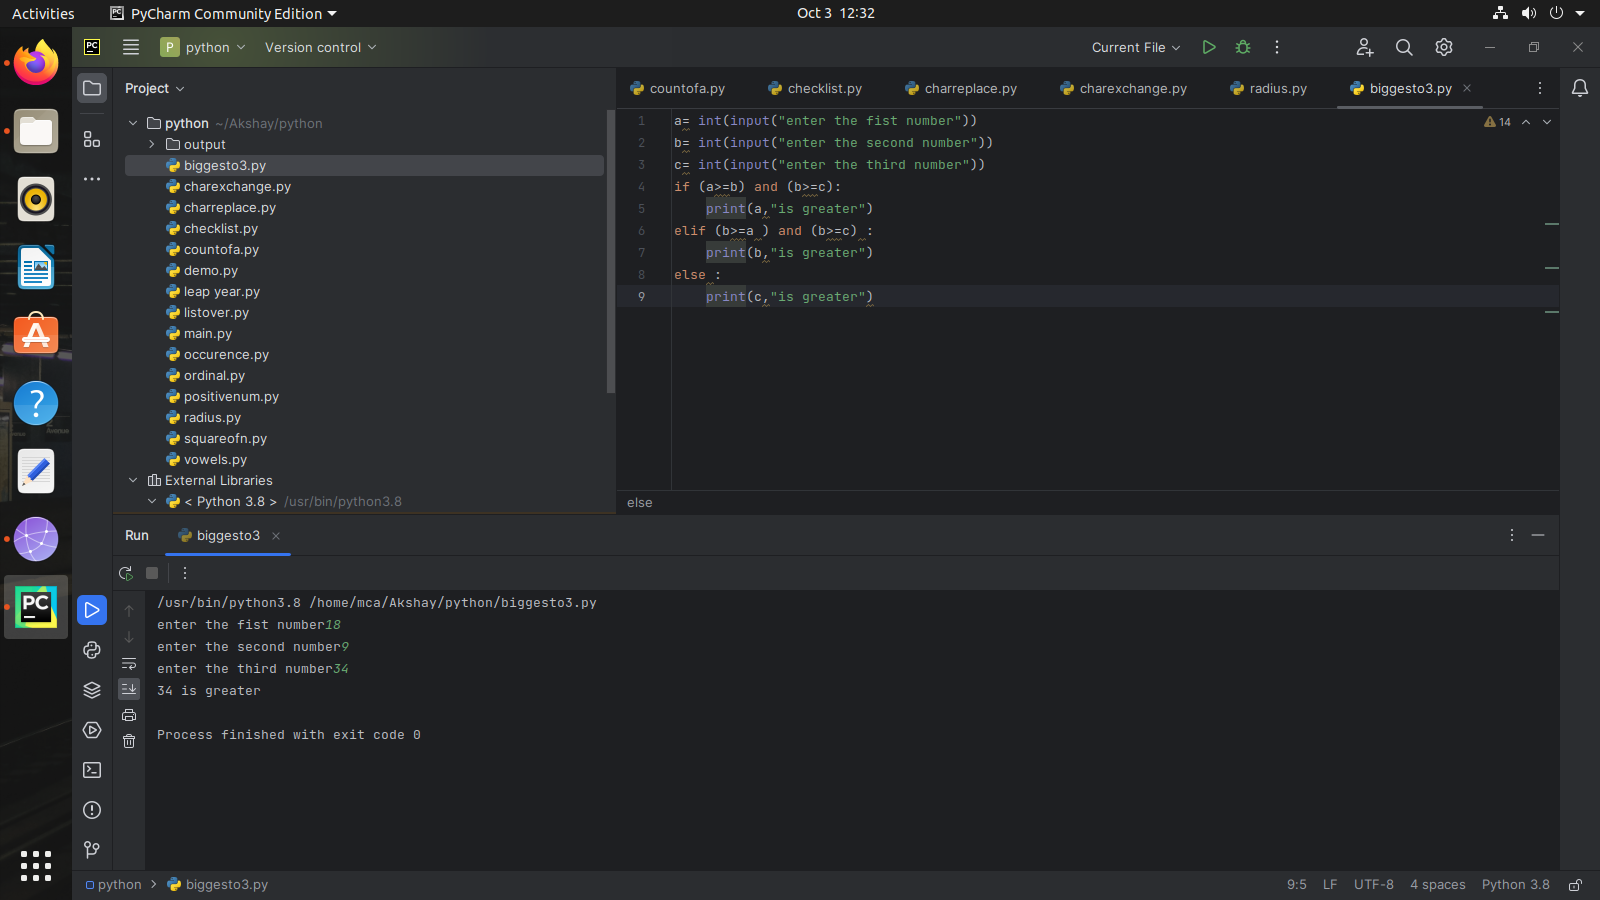 Activities PyCharm Community Edition Oct 3 12:32
PC P python Version control Current File
Project countofa.py checklist.py charreplace.py charexchange.py radius.py biggesto3.py
python ~/Akshay/python
output
biggesto3.py
charexchange.py
charreplace.py
checklist.py
countofa.py
demo.py
leap year.py
listover.py
main.py
occurence.py
ordinal.py
positivenum.py
radius.py
squareofn.py
vowels.py
External Libraries
< Python 3.8 > /usr/bin/python3.8
1 a= int(input("enter the fist number")) 14
2 b= int(input("enter the second number"))
3 c= int(input("enter the third number"))
4 if (a>=b) and (b>=c):
5 print(a,"is greater")
6 elif (b>=a ) and (b>=c) :
7 print(b,"is greater")
8 else :
9 print(c,"is greater")
else
Run biggesto3
/usr/bin/python3.8 /home/mca/Akshay/python/biggesto3.py
enter the fist number18
enter the second number9
enter the third number34
34 is greater
Process finished with exit code 0
PC
python biggesto3.py 9:5 LF UTF-8 4 spaces Python 3.8